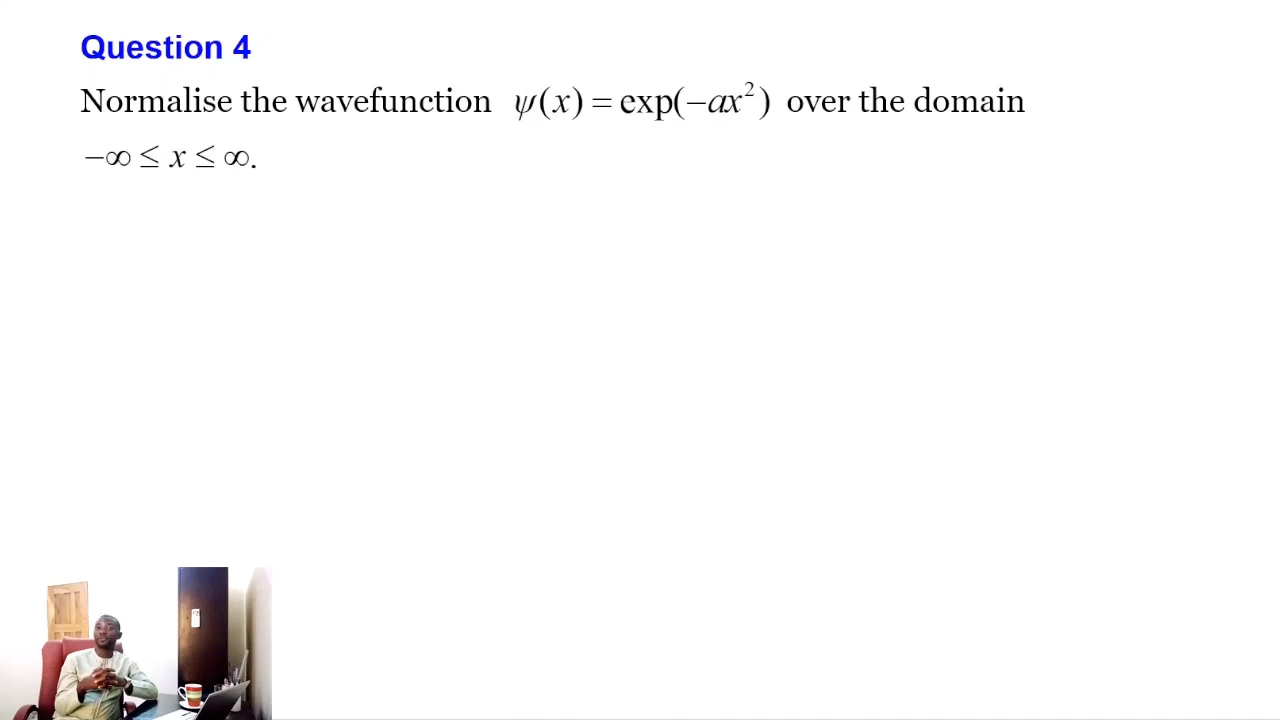 Question 4
Normalise the wavefunction ψ(x) = exp(−ax²) over the domain
−∞ ≤ x ≤ ∞.